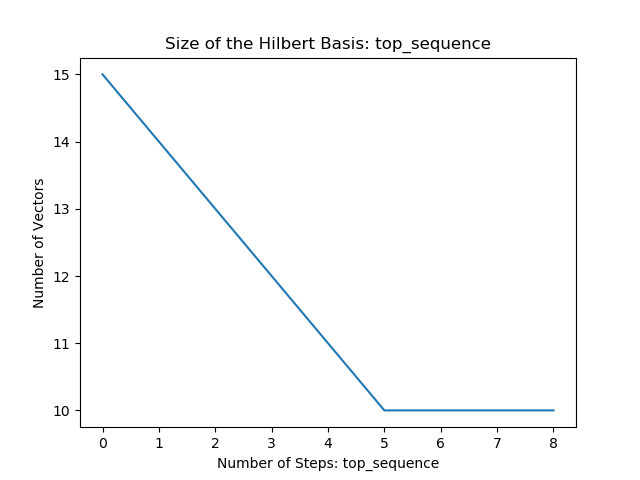 Size of the Hilbert Basis: top_sequence
15
14
13
12
11
10
Number of Vectors
0 1 2 3 4 5 6 7 8
Number of Steps: top_sequence